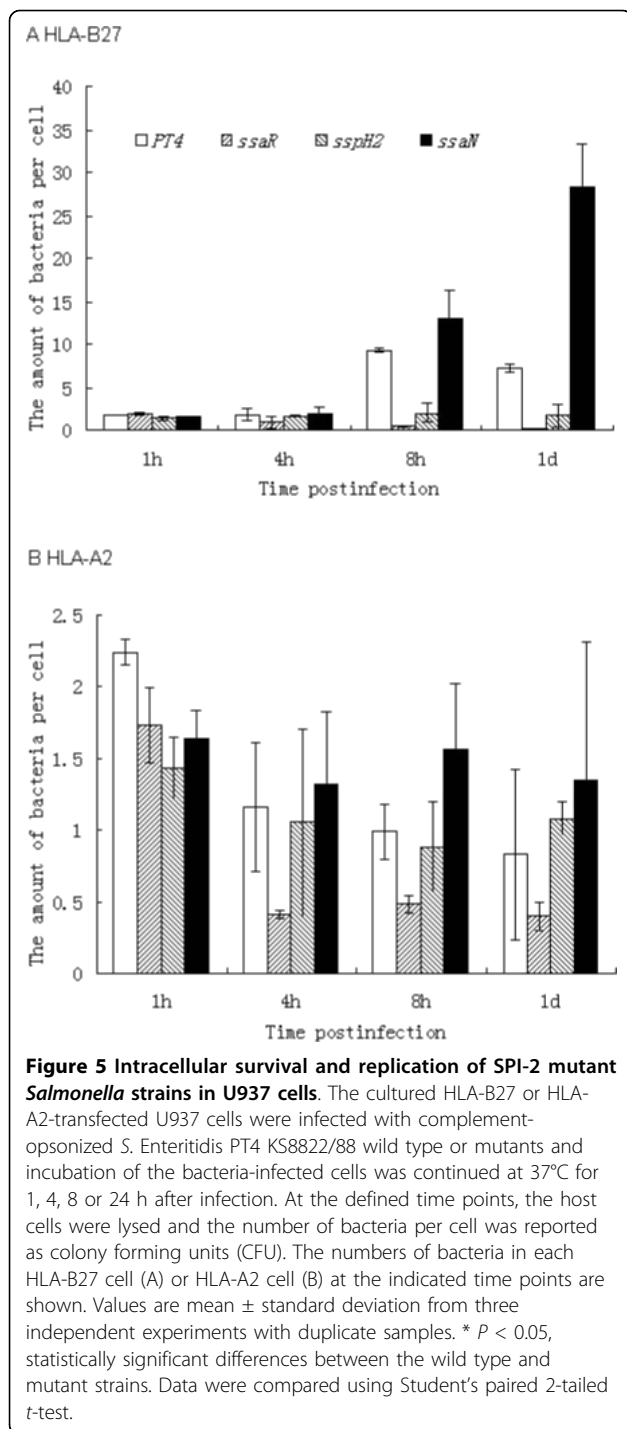 A HLA-B27
The amount of bacteria per cell
40
35
30
25
20
15
10
5
0
PT4 ssaR sspH2 ssaN
1h 4h 8h 1d
Time postinfection
B HLA-A2
The amount of bacteria per cell
2.5
2
1.5
1
0.5
0
1h 4h 8h 1d
Time postinfection
Figure 5 Intracellular survival and replication of SPI-2 mutant
Salmonella strains in U937 cells. The cultured HLA-B27 or HLA-
A2-transfected U937 cells were infected with complement-
opsonized S. Enteritidis PT4 KS8822/88 wild type or mutants and
incubation of the bacteria-infected cells was continued at 37°C for
1, 4, 8 or 24 h after infection. At the defined time points, the host
cells were lysed and the number of bacteria per cell was reported
as colony forming units (CFU). The numbers of bacteria in each
HLA-B27 cell (A) or HLA-A2 cell (B) at the indicated time points are
shown. Values are mean ± standard deviation from three
independent experiments with duplicate samples. * P < 0.05,
statistically significant differences between the wild type and
mutant strains. Data were compared using Student's paired 2-tailed
t-test.